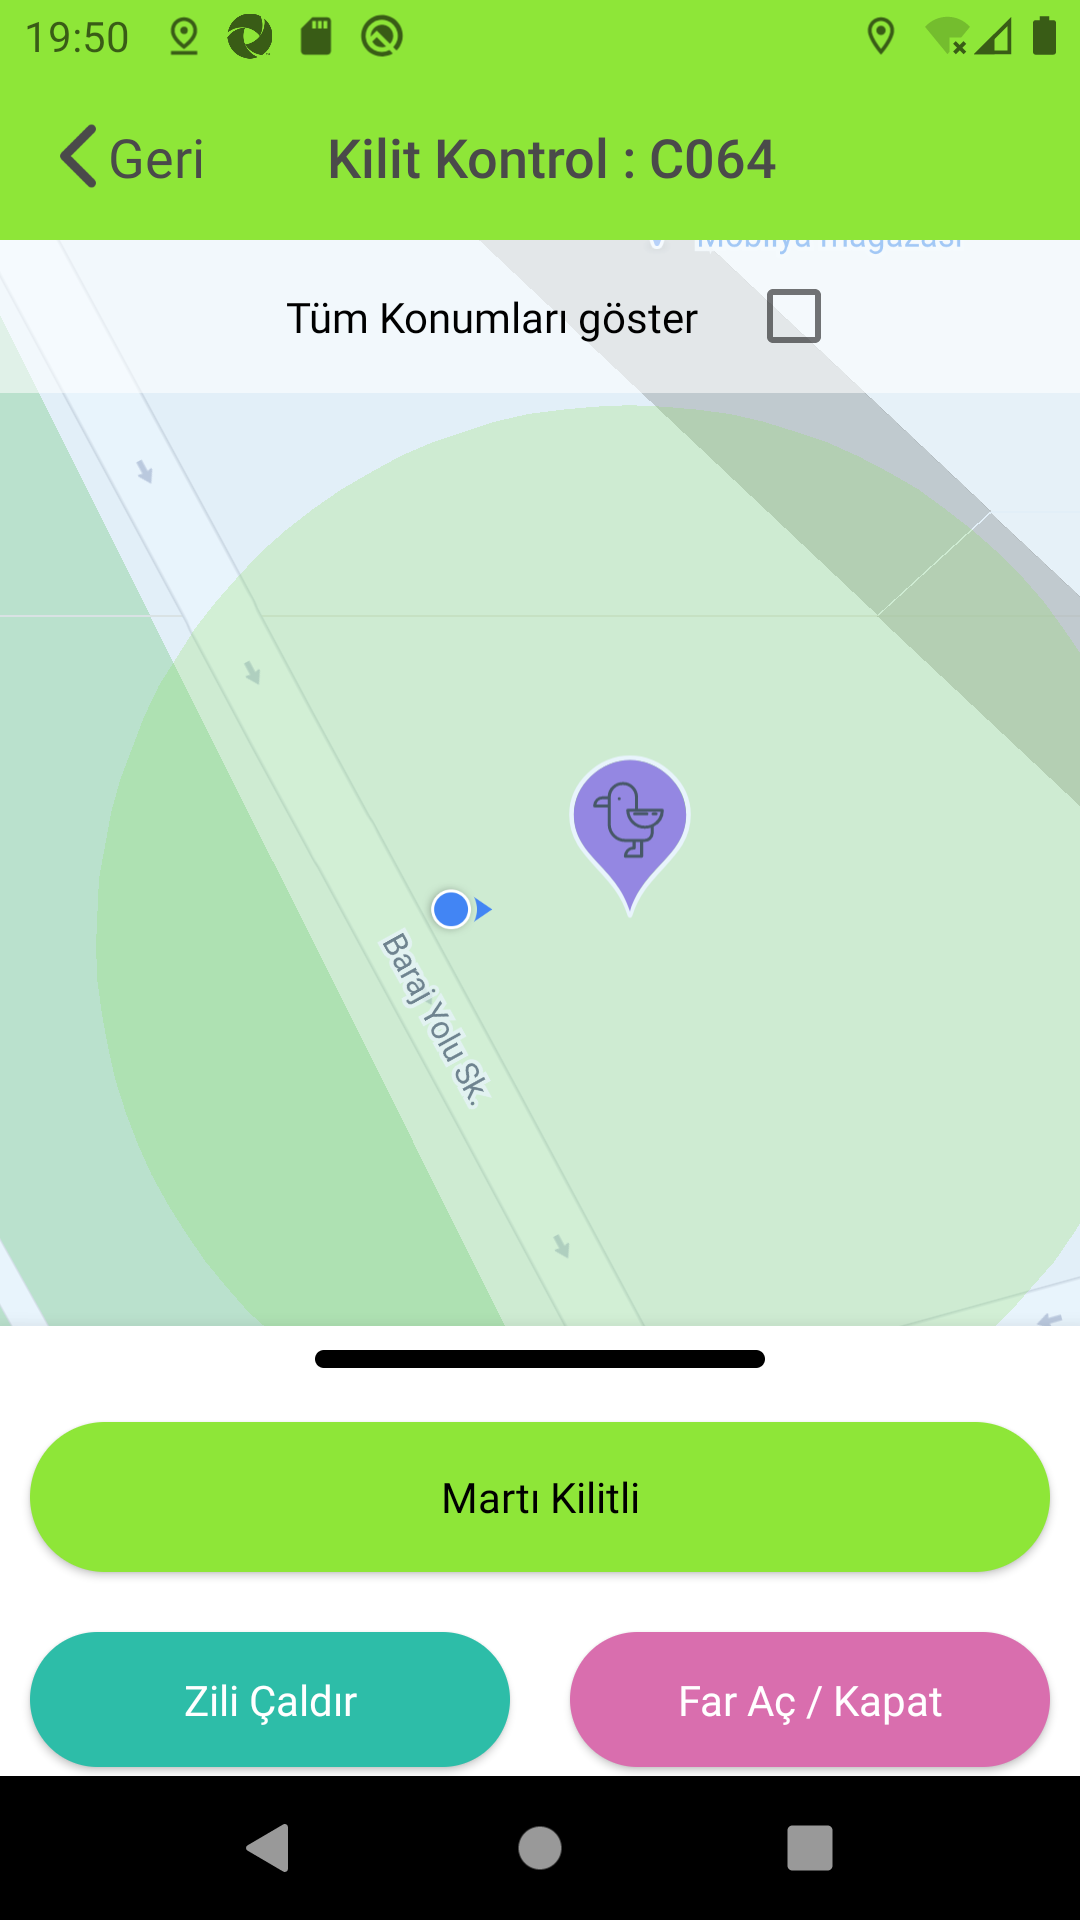 19:50
Geri
Kilit Kontrol : C064
Mobilya mağazası
Tüm Konumları göster
Baraj Yolu Sk.
Martı Kilitli
Zili Çaldır
Far Aç / Kapat